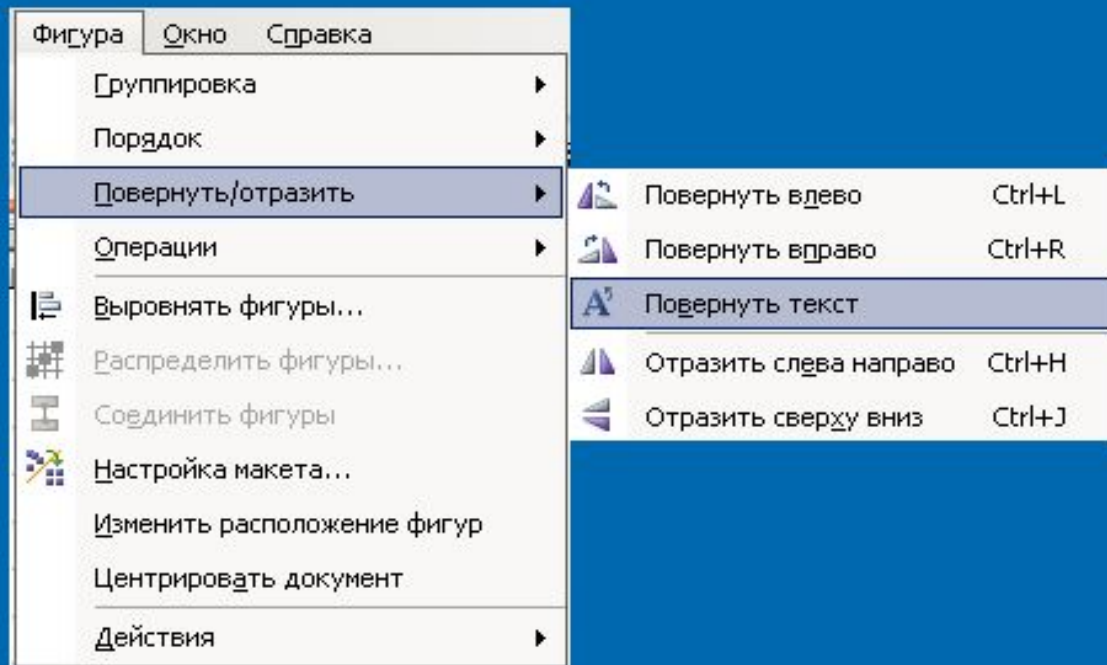 Фигура Окно Справка
Группировка
Порядок
Повернуть/отразить
Операции
Выровнять фигуры...
Распределить фигуры...
Соединить фигуры
Настройка макета...
Изменить расположение фигур
Центрировать документ
Действия
Повернуть влево Ctrl+L
Повернуть вправо Ctrl+R
Повернуть текст
Отразить слева направо Ctrl+H
Отразить сверху вниз Ctrl+J